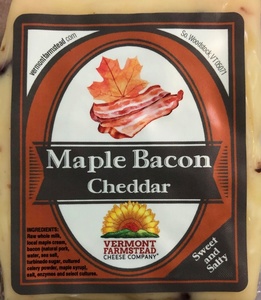 vermontfarmstead.com
So. Woodstock, VT 05071
Maple Bacon
Cheddar
VERMONT
FARMSTEAD
CHEESE COMPANY
Sweet
and
Salty
INGREDIENTS:
Raw whole milk,
local maple cream,
bacon (natural pork,
water, sea salt,
turbinado sugar, cultured
celery powder, maple syrup),
salt, enzymes and select cultures.